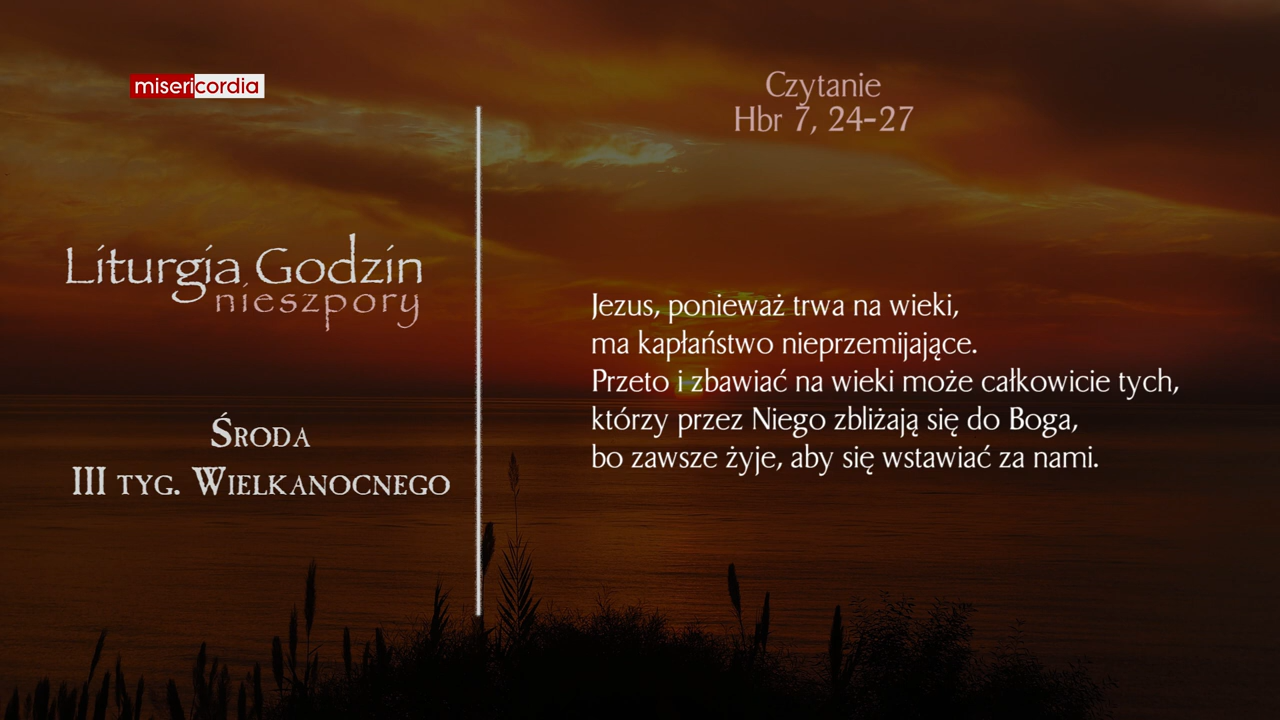 misericordia
Liturgia Godzin
nieszpory
Środa
III tyg. Wielkanocnego
Czytanie
Hbr 7, 24-27
Jezus, ponieważ trwa na wieki,
ma kapłaństwo nieprzemijające.
Przeto i zbawiać na wieki może całkowicie tych,
którzy przez Niego zbliżają się do Boga,
bo zawsze żyje, aby się wstawiać za nami.